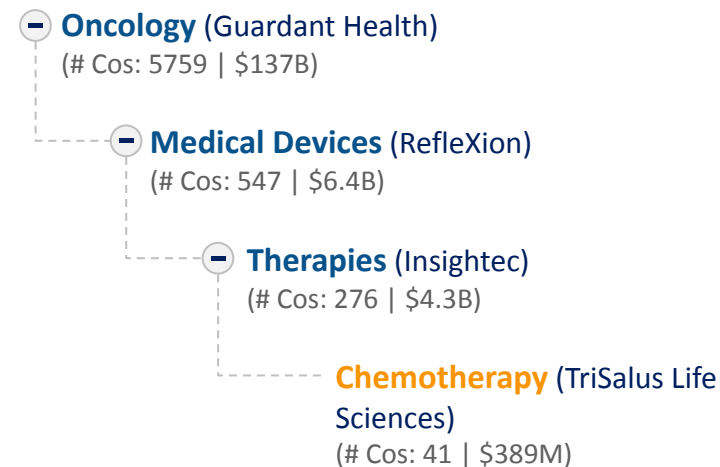 Oncology (Guardant Health)
(# Cos: 5759 | $137B)
Medical Devices (RefleXion)
(# Cos: 547 | $6.4B)
Therapies (Insightec)
(# Cos: 276 | $4.3B)
Chemotherapy (TriSalus Life
Sciences)
(# Cos: 41 | $389M)